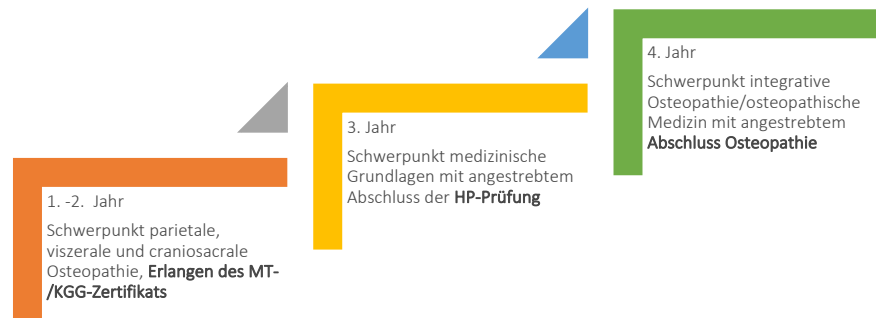 1. -2. Jahr
Schwerpunkt parietale,
viszerale und craniosacrale
Osteopathie, Erlangen des MT-
/KGG-Zertifikats
3. Jahr
Schwerpunkt medizinische
Grundlagen mit angestrebtem
Abschluss der HP-Prüfung
4. Jahr
Schwerpunkt integrative
Osteopathie/osteopathische
Medizin mit angestrebtem
Abschluss Osteopathie